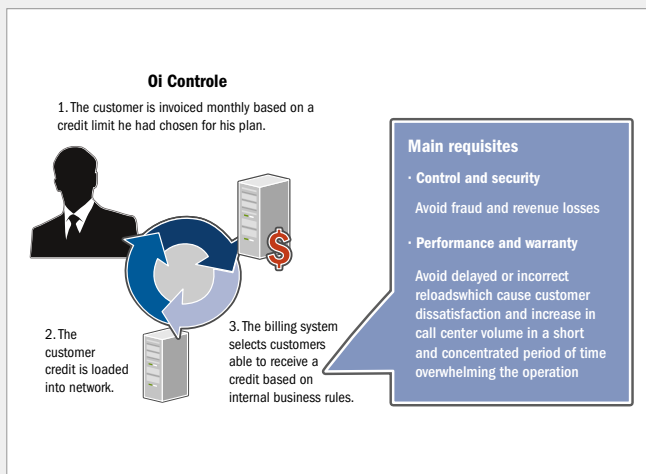 Oi Controle
1. The customer is invoiced monthly based on a
credit limit he had chosen for his plan.
$
2. The
customer
credit is loaded
into network.
3. The billing system
selects customers
able to receive a
credit based on
internal business rules.
Main requisites
· Control and security
Avoid fraud and revenue losses
· Performance and warranty
Avoid delayed or incorrect
reloadswhich cause customer
dissatisfaction and increase in
call center volume in a short
and concentrated period of time
overwhelming the operation